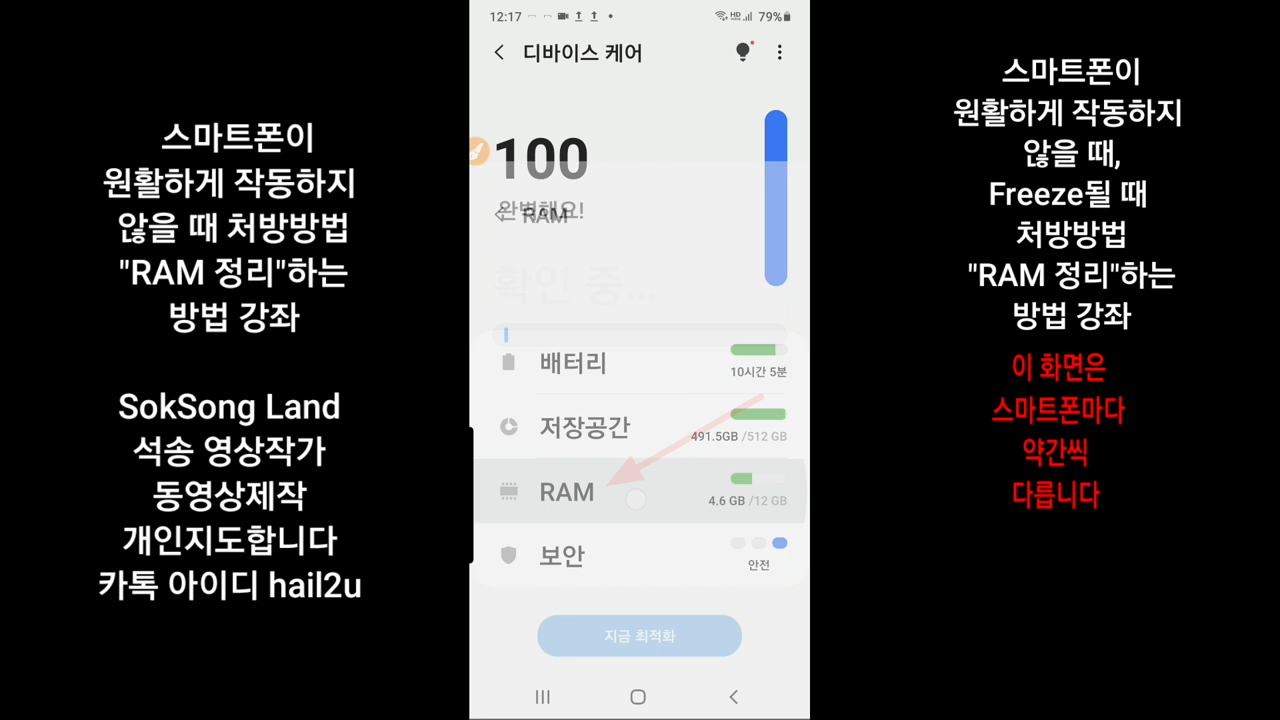 스마트폰이
원활하게 작동하지
않을 때 처방방법
"RAM 정리"하는
방법 강좌
SokSong Land
석송 영상작가
동영상제작
개인지도합니다
카톡 아이디 hail2u
12:17
HD
79%
디바이스 케어
100
완벽해요!
RAM
확인 중...
배터리
10시간 5분
저장공간
491.5GB /512 GB
RAM
4.6 GB /12 GB
보안
안전
지금 최적화
스마트폰이
원활하게 작동하지
않을 때,
Freeze될 때
처방방법
"RAM 정리"하는
방법 강좌
이 화면은
스마트폰마다
약간씩
다릅니다